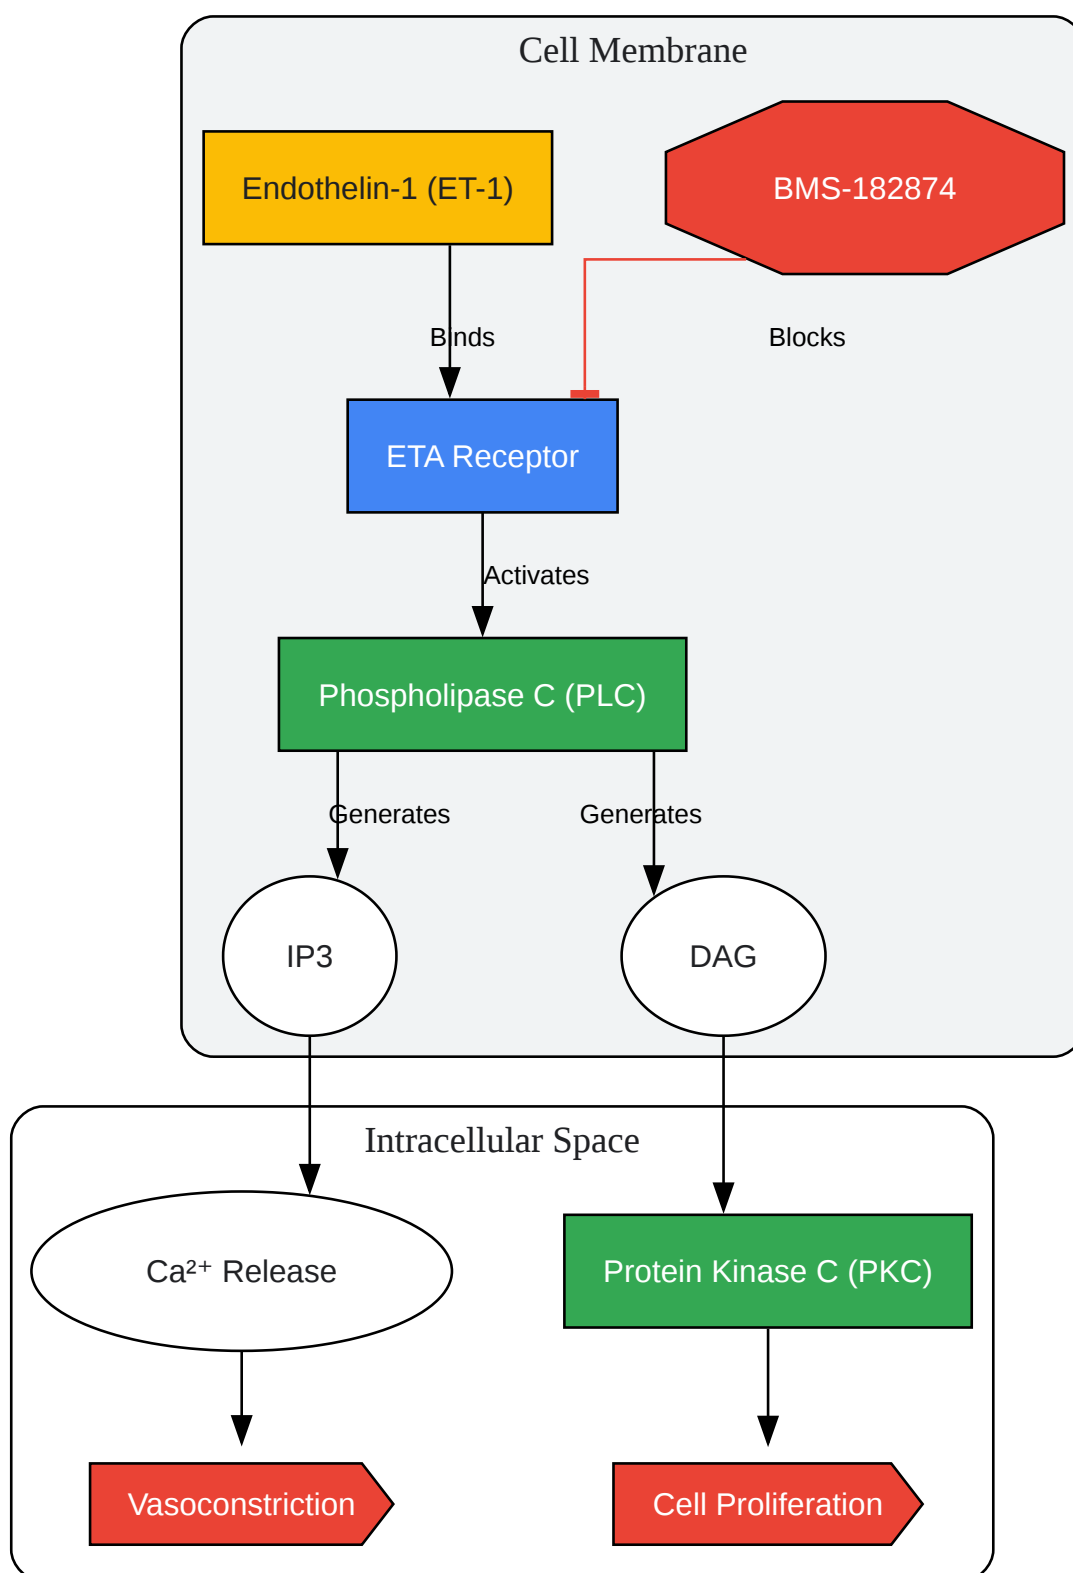 Cell Membrane
Endothelin-1 (ET-1)
BMS-182874
Binds
Blocks
ETA Receptor
Activates
Phospholipase C (PLC)
Generates
Generates
IP3
DAG
Intracellular Space
Ca²⁺ Release
Protein Kinase C (PKC)
Vasoconstriction
Cell Proliferation